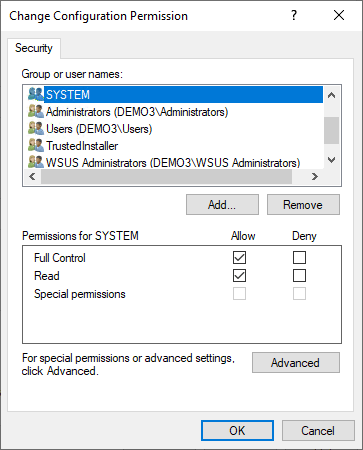 Change Configuration Permission
Security
Group or user names:
SYSTEM
Administrators (DEMO3\Administrators)
Users (DEMO3\Users)
TrustedInstaller
WSUS Administrators (DEMO3\WSUS Administrators)
Add... Remove
Permissions for SYSTEM Allow Deny
Full Control
Read
Special permissions
For special permissions or advanced settings,
click Advanced.
Advanced
OK Cancel